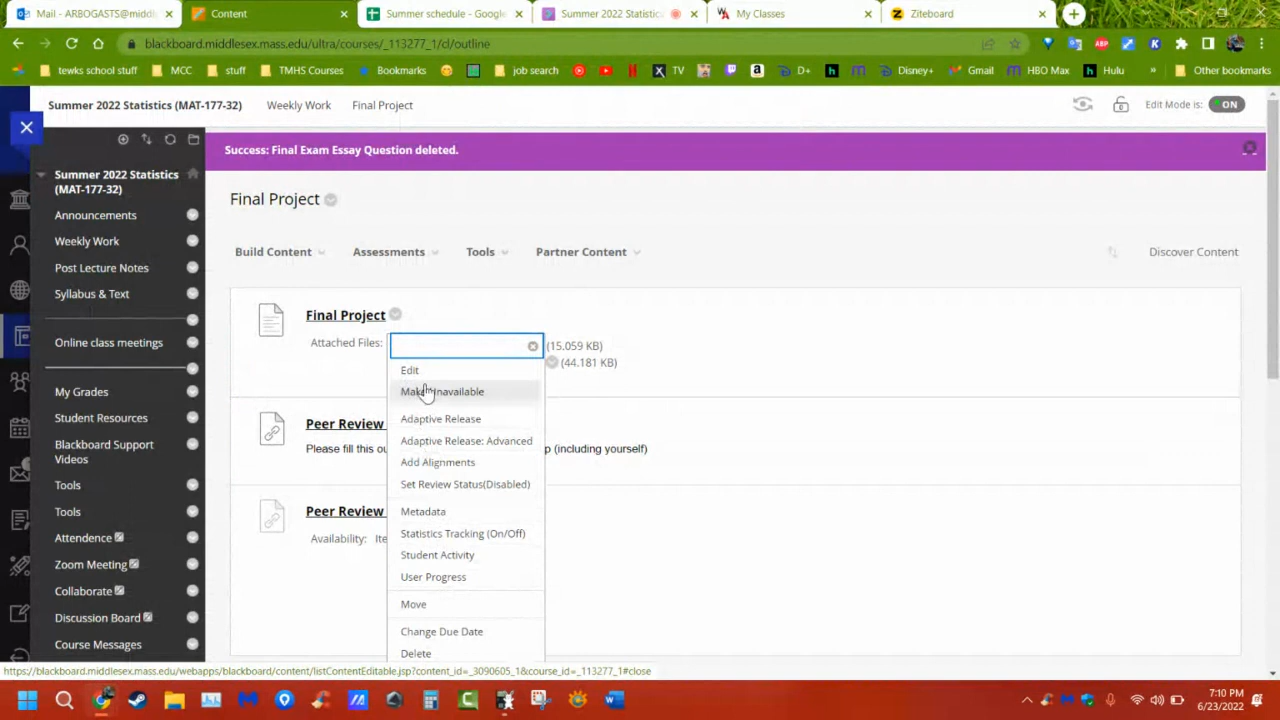 Mail - ARBOGASTS@middl
Content
Summer schedule - Google
Summer 2022 Statistic
My Classes
Ziteboard
blackboard.middlesex.mass.edu/ultra/courses/_113277_1/cl/outline
tewks school stuff
MCC
stuff
TMHS Courses
Bookmarks
job search
TV
D+
Disney+
Gmail
HBO Max
Hulu
Other bookmarks
Summer 2022 Statistics (MAT-177-32)
Weekly Work
Final Project
Edit Mode is:
ON
Success: Final Exam Essay Question deleted.
Summer 2022 Statistics
(MAT-177-32)
Announcements
Weekly Work
Post Lecture Notes
Syllabus & Text
Online class meetings
My Grades
Student Resources
Blackboard Support
Videos
Tools
Tools
Attendence
Zoom Meeting
Collaborate
Discussion Board
Course Messages
Final Project
Build Content
Assessments
Tools
Partner Content
Discover Content
Final Project
Attached Files:
(15.059 KB)
(44.181 KB)
Edit
Make Unavailable
Adaptive Release
Adaptive Release: Advanced
Add Alignments
Set Review Status(Disabled)
Metadata
Statistics Tracking (On/Off)
Student Activity
User Progress
Move
Change Due Date
Delete
Peer Review
Please fill this ou
p (including yourself)
Peer Review
Availability: Ite
https://blackboard.middlesex.mass.edu/webapps/blackboard/content/listContentEditable.jsp?content_id=_3090605_1&course_id=_113277_1#close
7:10 PM
6/23/2022